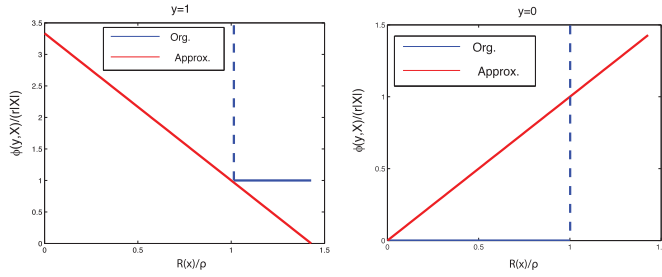 y=1
3.5
3
2.5
2
1.5
1
0.5
0
0
0.5
1
1.5
ϕ(y,X)/(r|X|)
R(x)/ρ
Org.
Approx.
y=0
1.5
1
0.5
0
0
0.5
1
1.5
ϕ(y,X)/(r|X|)
R(x)/ρ
Org.
Approx.